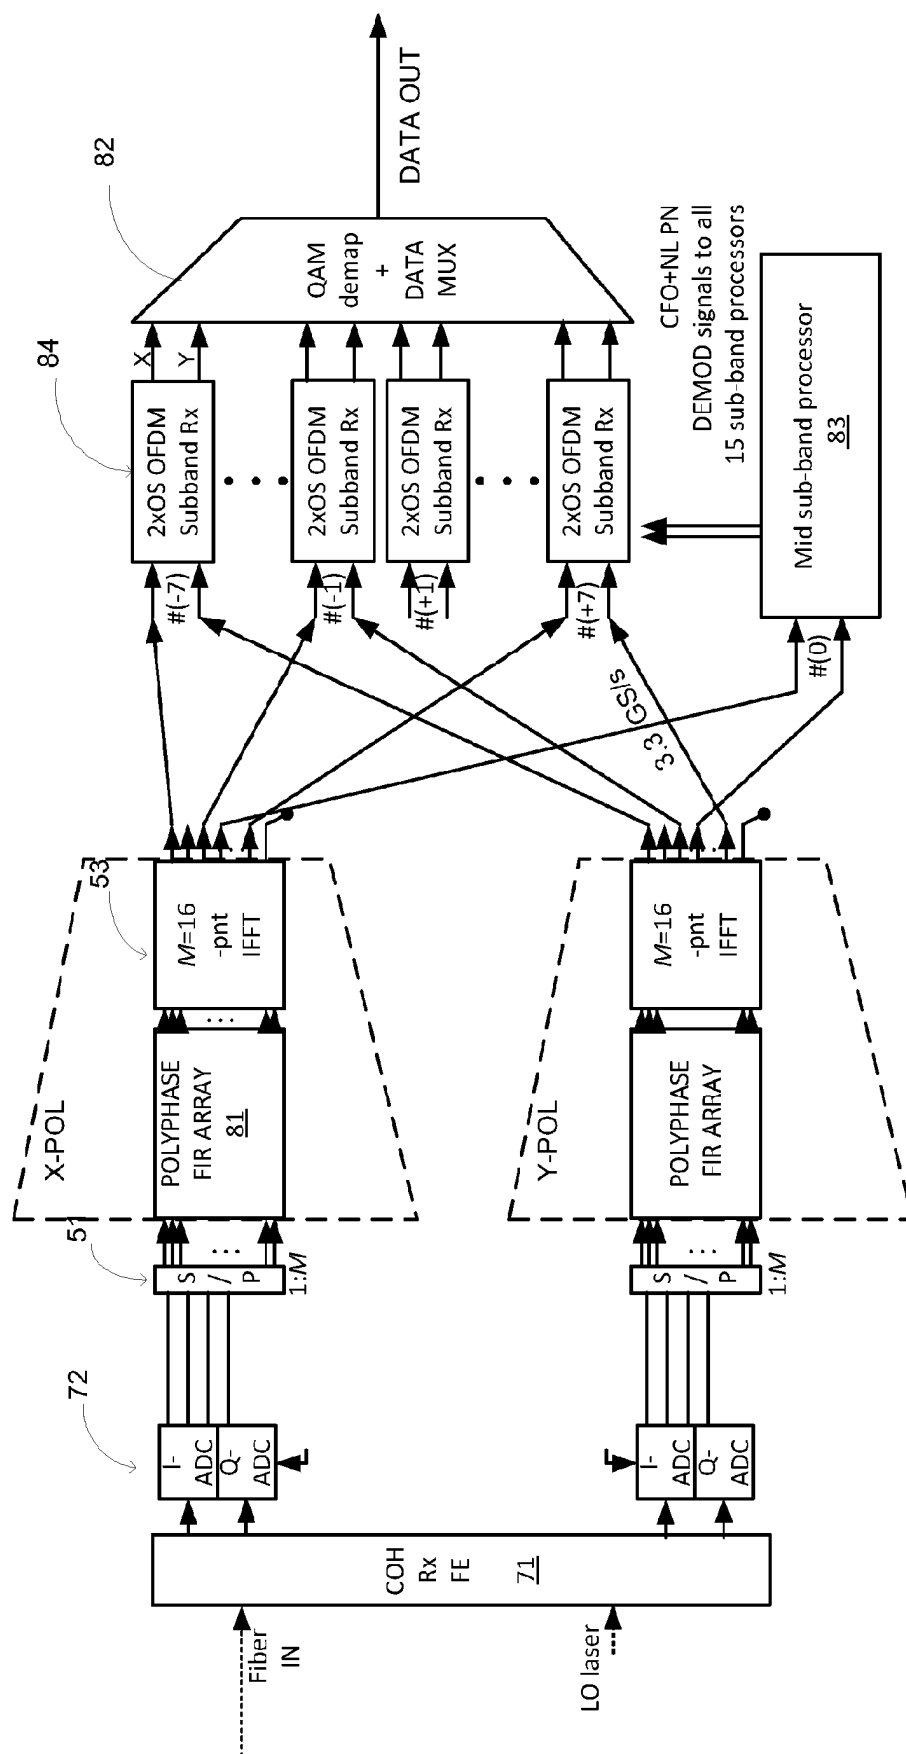 Fiber
IN
LO laser
COH
Rx
FE
71
72
I-
ADC
Q-
ADC
I-
ADC
Q-
ADC
51
S
/
P
1:M
S
/
P
1:M
X-POL
POLYPHASE
FIR ARRAY
81
53
M=16
-pnt
IFFT
Y-POL
POLYPHASE
FIR ARRAY
M=16
-pnt
IFFT
3.3 GS/s
#(-7)
#(-1)
#(+1)
#(+7)
#(0)
84
2xOS OFDM
Subband Rx
2xOS OFDM
Subband Rx
2xOS OFDM
Subband Rx
2xOS OFDM
Subband Rx
X
Y
82
QAM
demap
+
DATA
MUX
DATA OUT
CFO+NL PN
DEMOD signals to all
15 sub-band processors
Mid sub-band processor
83